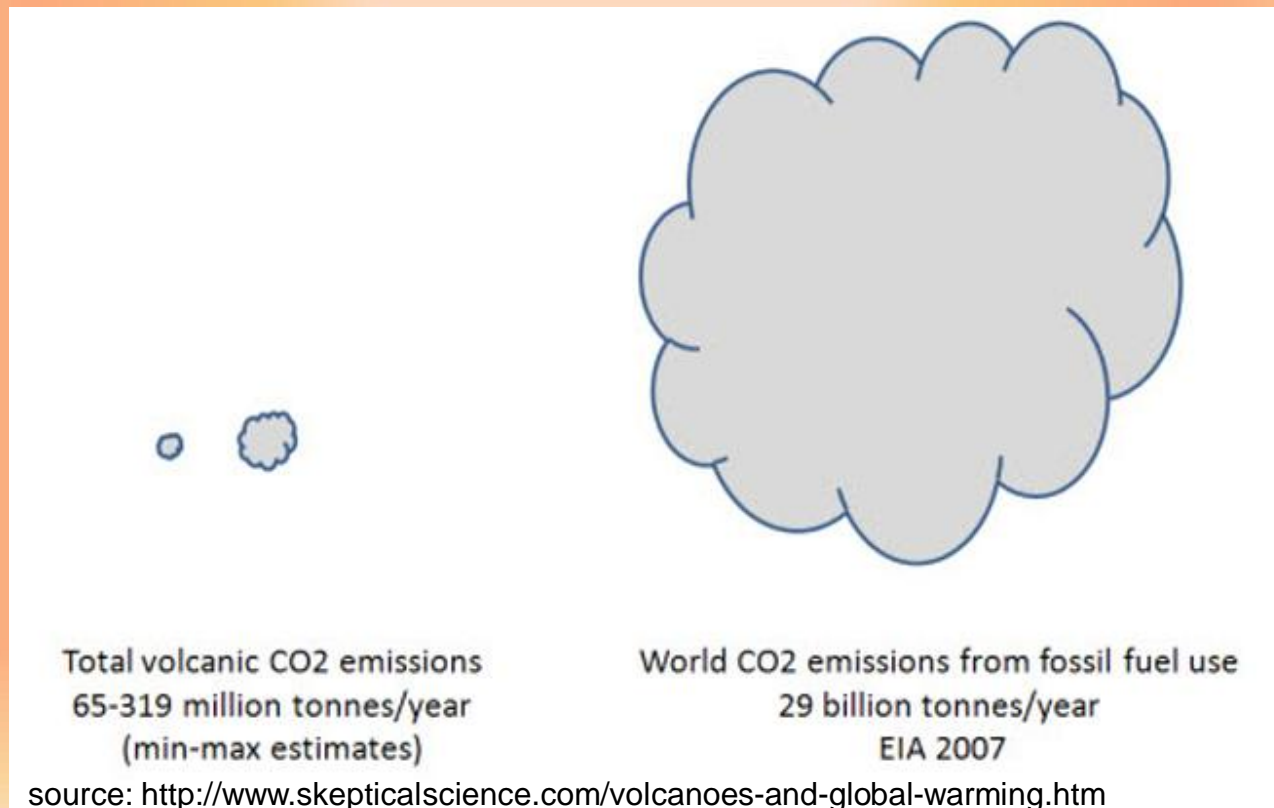 Total volcanic CO2 emissions
65-319 million tonnes/year
(min-max estimates)
World CO2 emissions from fossil fuel use
29 billion tonnes/year
EIA 2007
source: http://www.skepticalscience.com/volcanoes-and-global-warming.htm